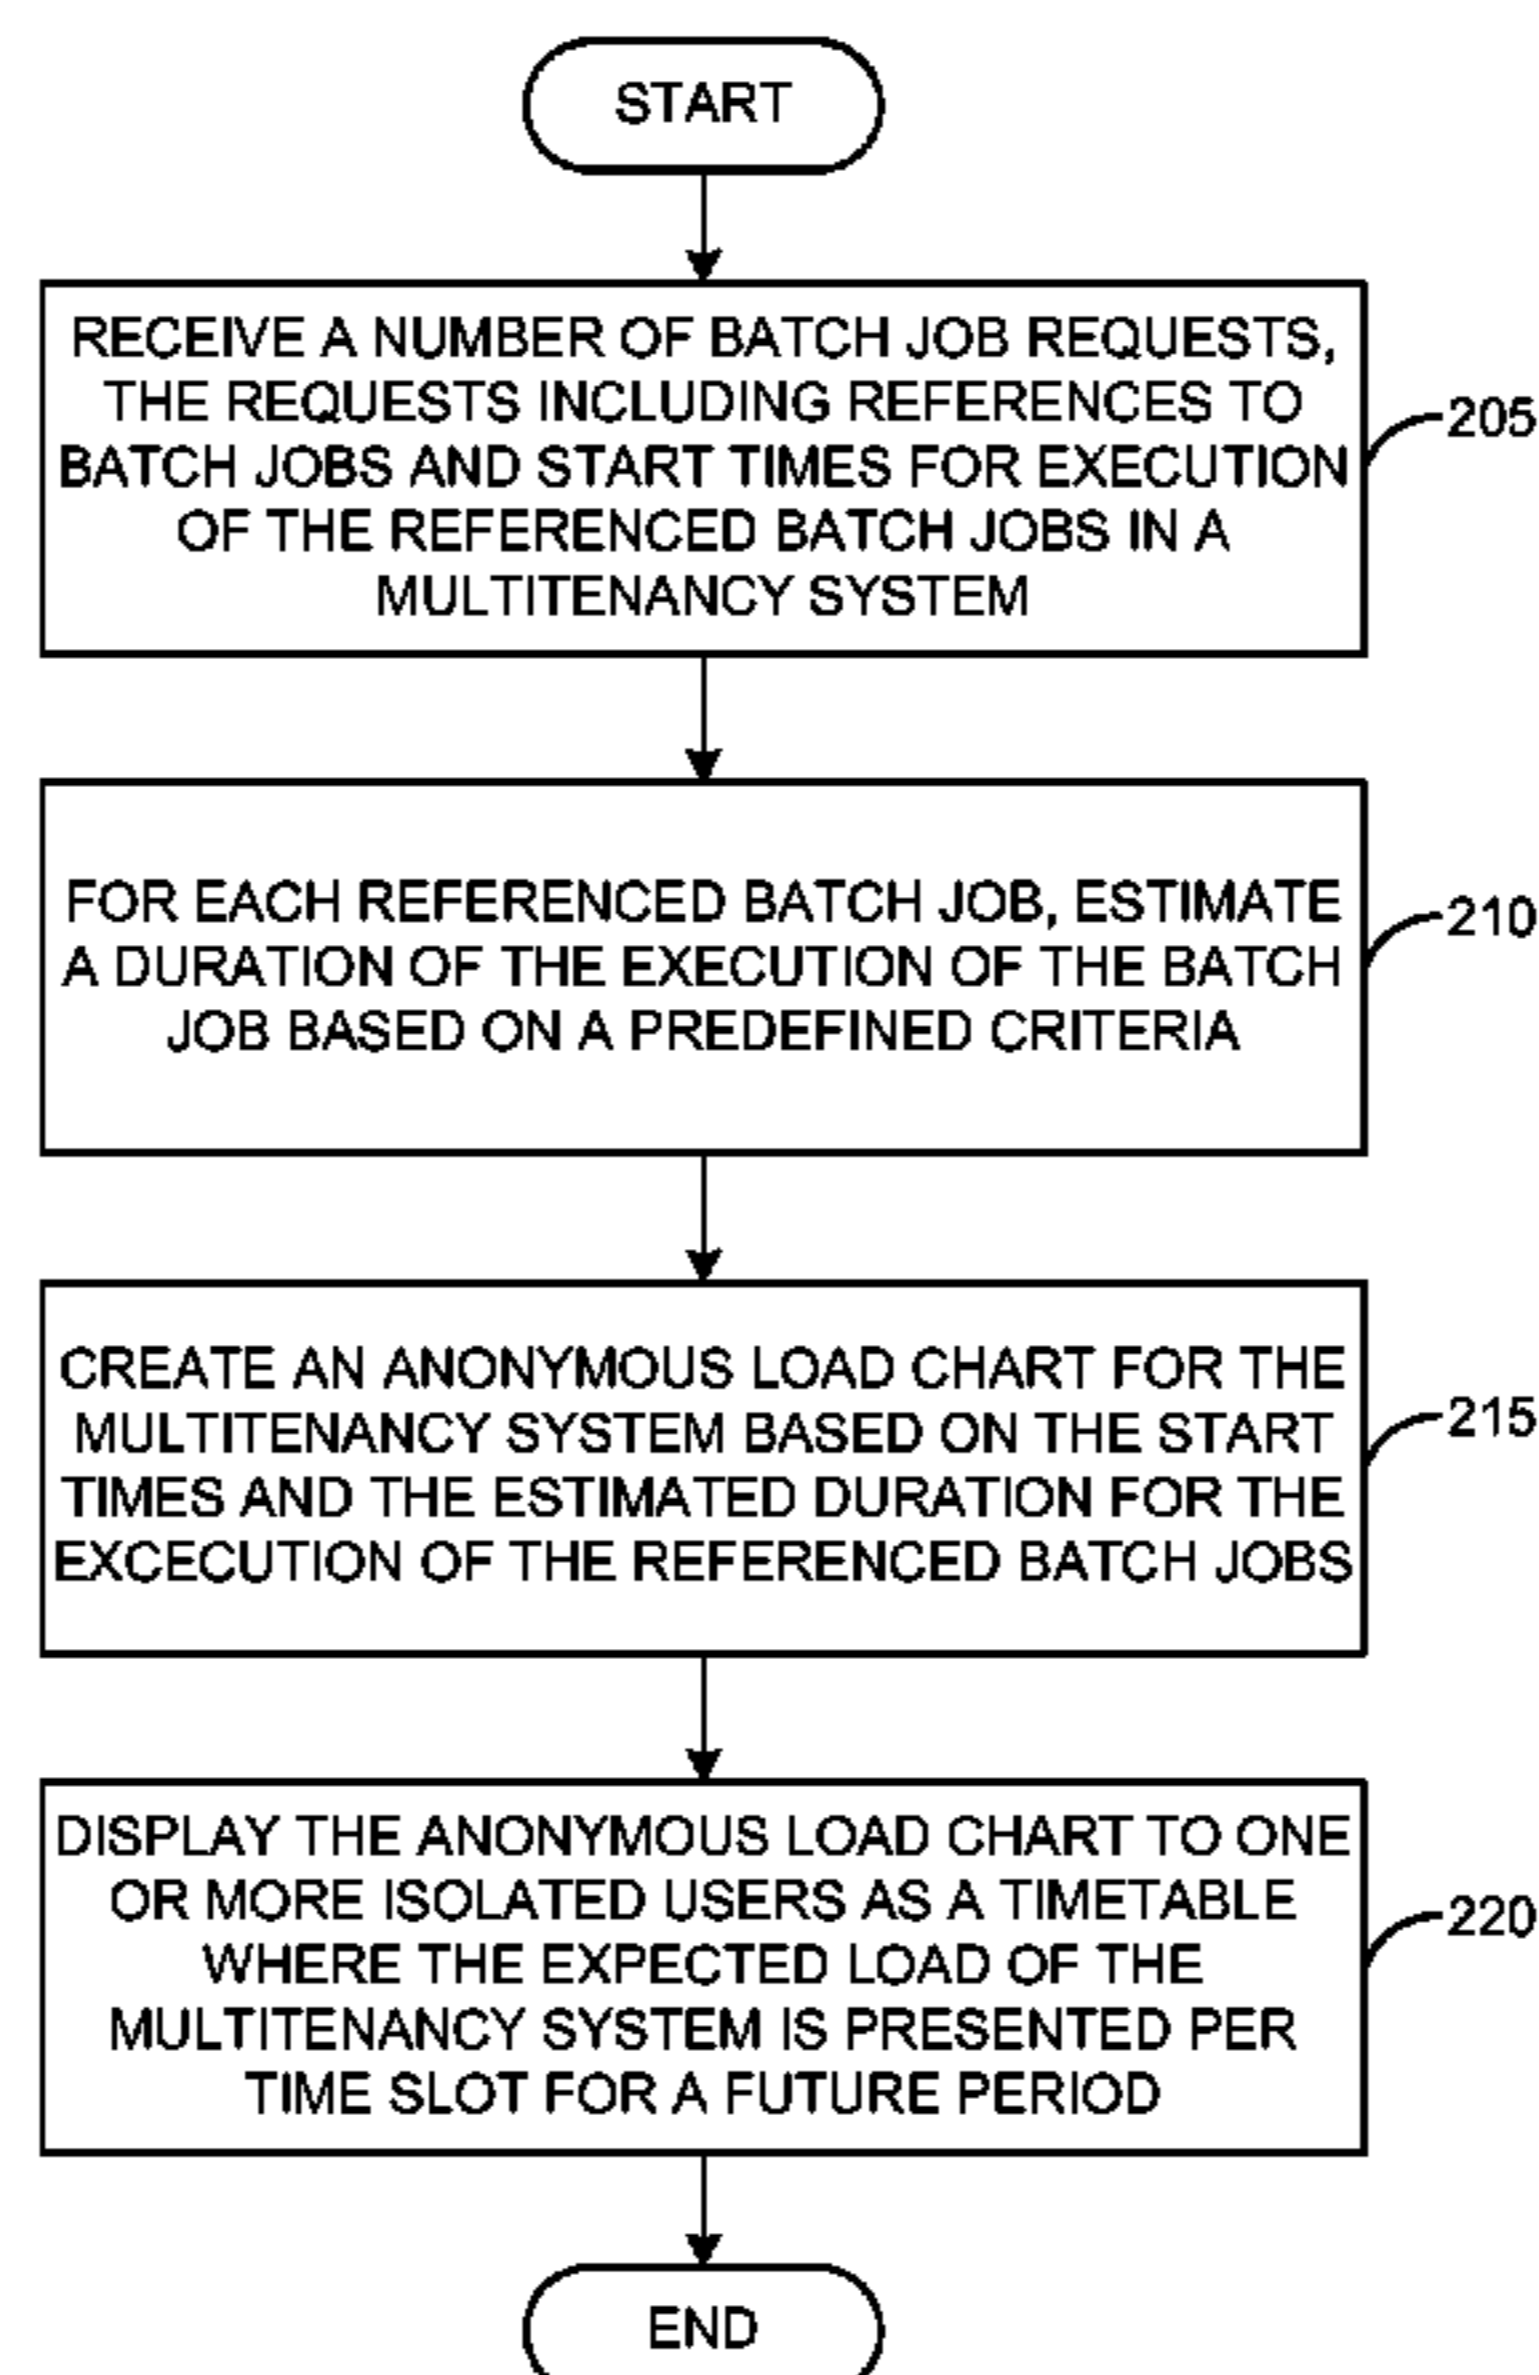 START
RECEIVE A NUMBER OF BATCH JOB REQUESTS,
THE REQUESTS INCLUDING REFERENCES TO
BATCH JOBS AND START TIMES FOR EXECUTION
OF THE REFERENCED BATCH JOBS IN A
MULTITENANCY SYSTEM
205
FOR EACH REFERENCED BATCH JOB, ESTIMATE
A DURATION OF THE EXECUTION OF THE BATCH
JOB BASED ON A PREDEFINED CRITERIA
210
CREATE AN ANONYMOUS LOAD CHART FOR THE
MULTITENANCY SYSTEM BASED ON THE START
TIMES AND THE ESTIMATED DURATION FOR THE
EXCECUTION OF THE REFERENCED BATCH JOBS
215
DISPLAY THE ANONYMOUS LOAD CHART TO ONE
OR MORE ISOLATED USERS AS A TIMETABLE
WHERE THE EXPECTED LOAD OF THE
MULTITENANCY SYSTEM IS PRESENTED PER
TIME SLOT FOR A FUTURE PERIOD
220
END